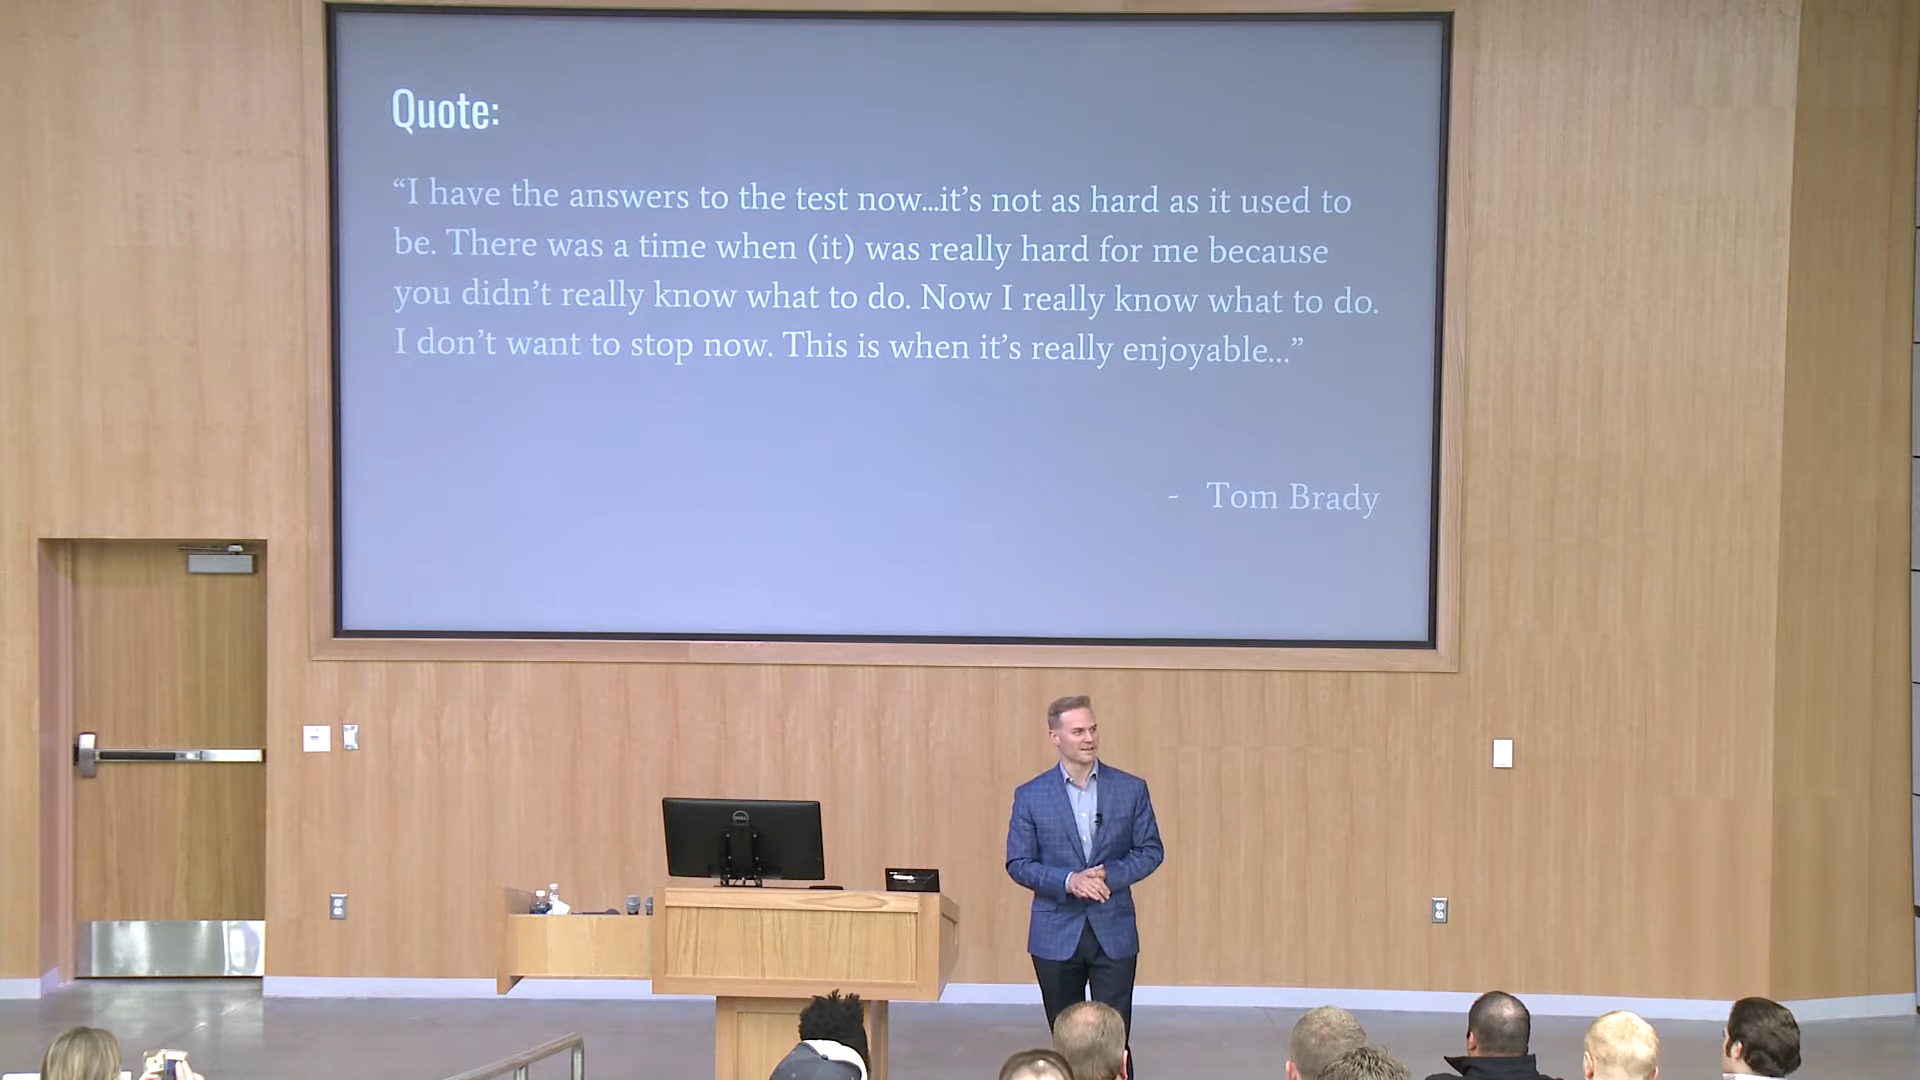 Quote:
“I have the answers to the test now...it’s not as hard as it used to
be. There was a time when (it) was really hard for me because
you didn’t really know what to do. Now I really know what to do.
I don’t want to stop now. This is when it’s really enjoyable...”
- Tom Brady
DELL